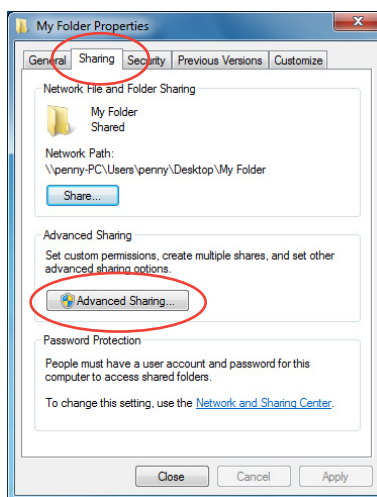 My Folder Properties
General Sharing Security Previous Versions Customize
Network File and Folder Sharing
My Folder
Shared
Network Path:
\\penny-PC\Users\penny\Desktop\My Folder
Share...
Advanced Sharing
Set custom permissions, create multiple shares, and set other
advanced sharing options.
Advanced Sharing...
Password Protection
People must have a user account and password for this
computer to access shared folders.
To change this setting, use the Network and Sharing Center.
Close Cancel Apply